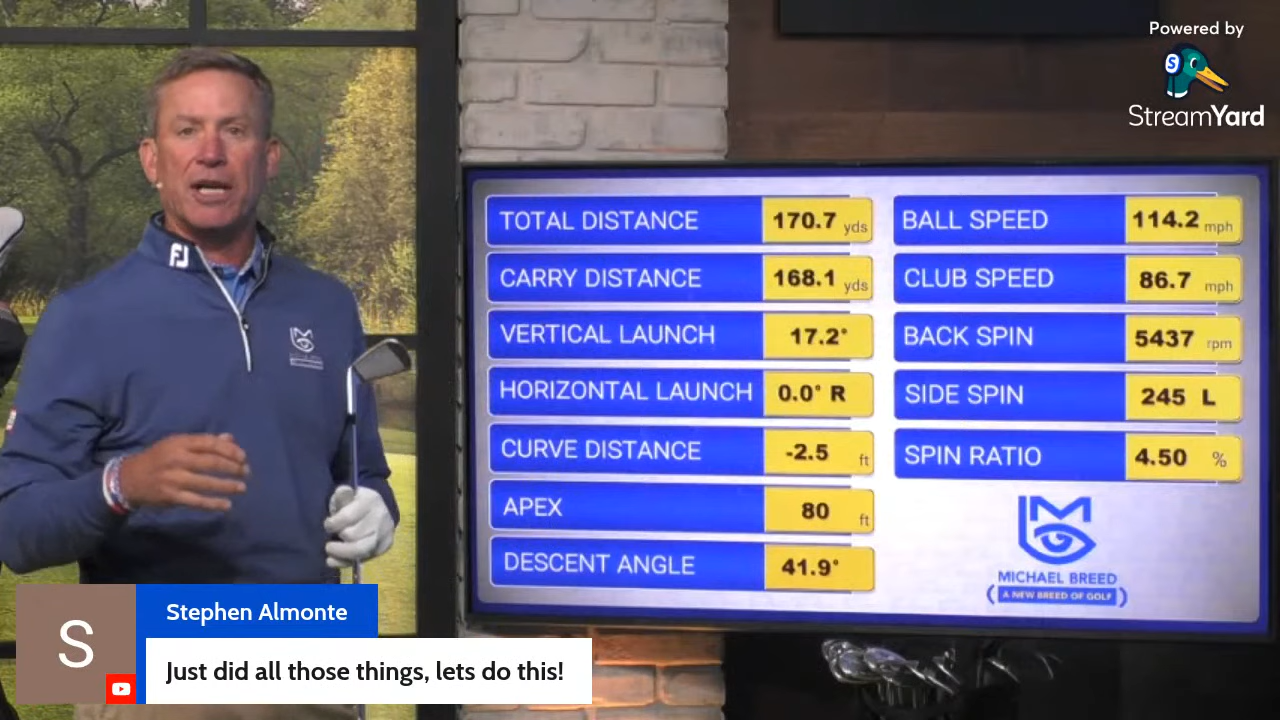 Powered by
StreamYard
S
FJ
TOTAL DISTANCE 170.7 yds
CARRY DISTANCE 168.1 yds
VERTICAL LAUNCH 17.2°
HORIZONTAL LAUNCH 0.0° R
CURVE DISTANCE -2.5 ft
APEX 80 ft
DESCENT ANGLE 41.9°
BALL SPEED 114.2 mph
CLUB SPEED 86.7 mph
BACK SPIN 5437 rpm
SIDE SPIN 245 L
SPIN RATIO 4.50 %
MICHAEL BREED
A NEW BREED OF GOLF
S
Stephen Almonte
Just did all those things, lets do this!